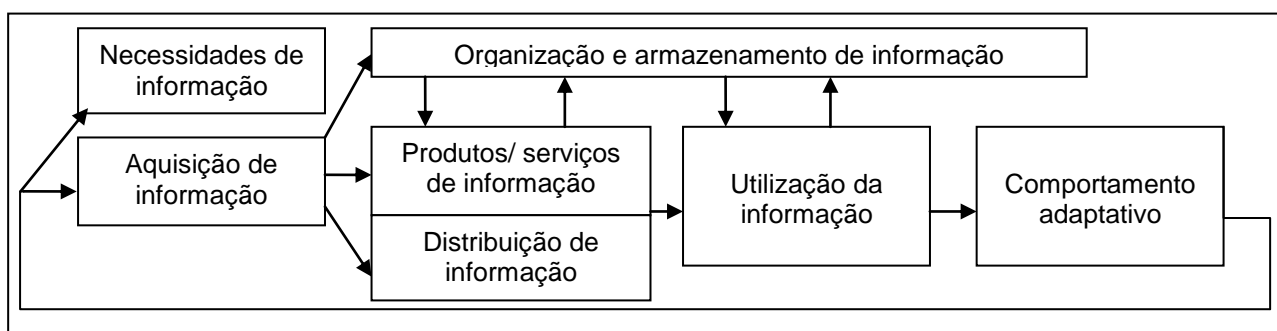 Necessidades de
informação
Organização e armazenamento de informação
Aquisição de
informação
Produtos/ serviços
de informação
Distribuição de
informação
Utilização da
informação
Comportamento
adaptativo